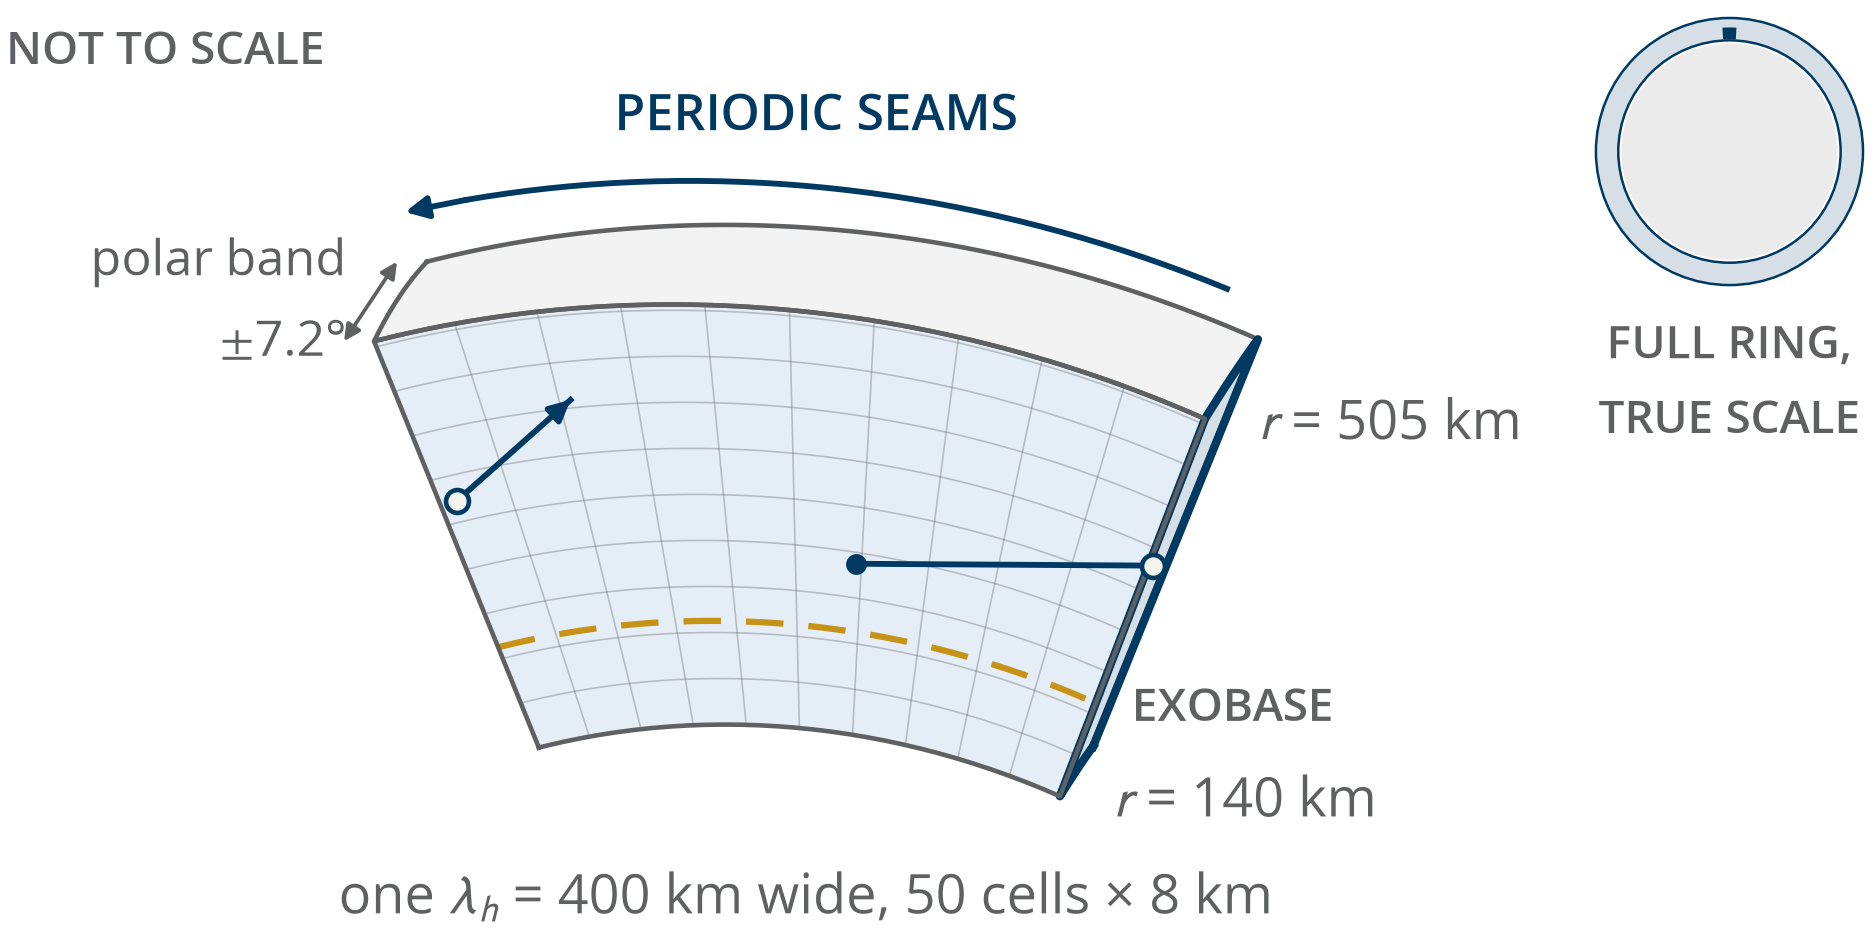 NOT TO SCALE
PERIODIC SEAMS
polar band
±7.2°
r = 505 km
FULL RING,
TRUE SCALE
EXOBASE
r = 140 km
one λₕ = 400 km wide, 50 cells × 8 km